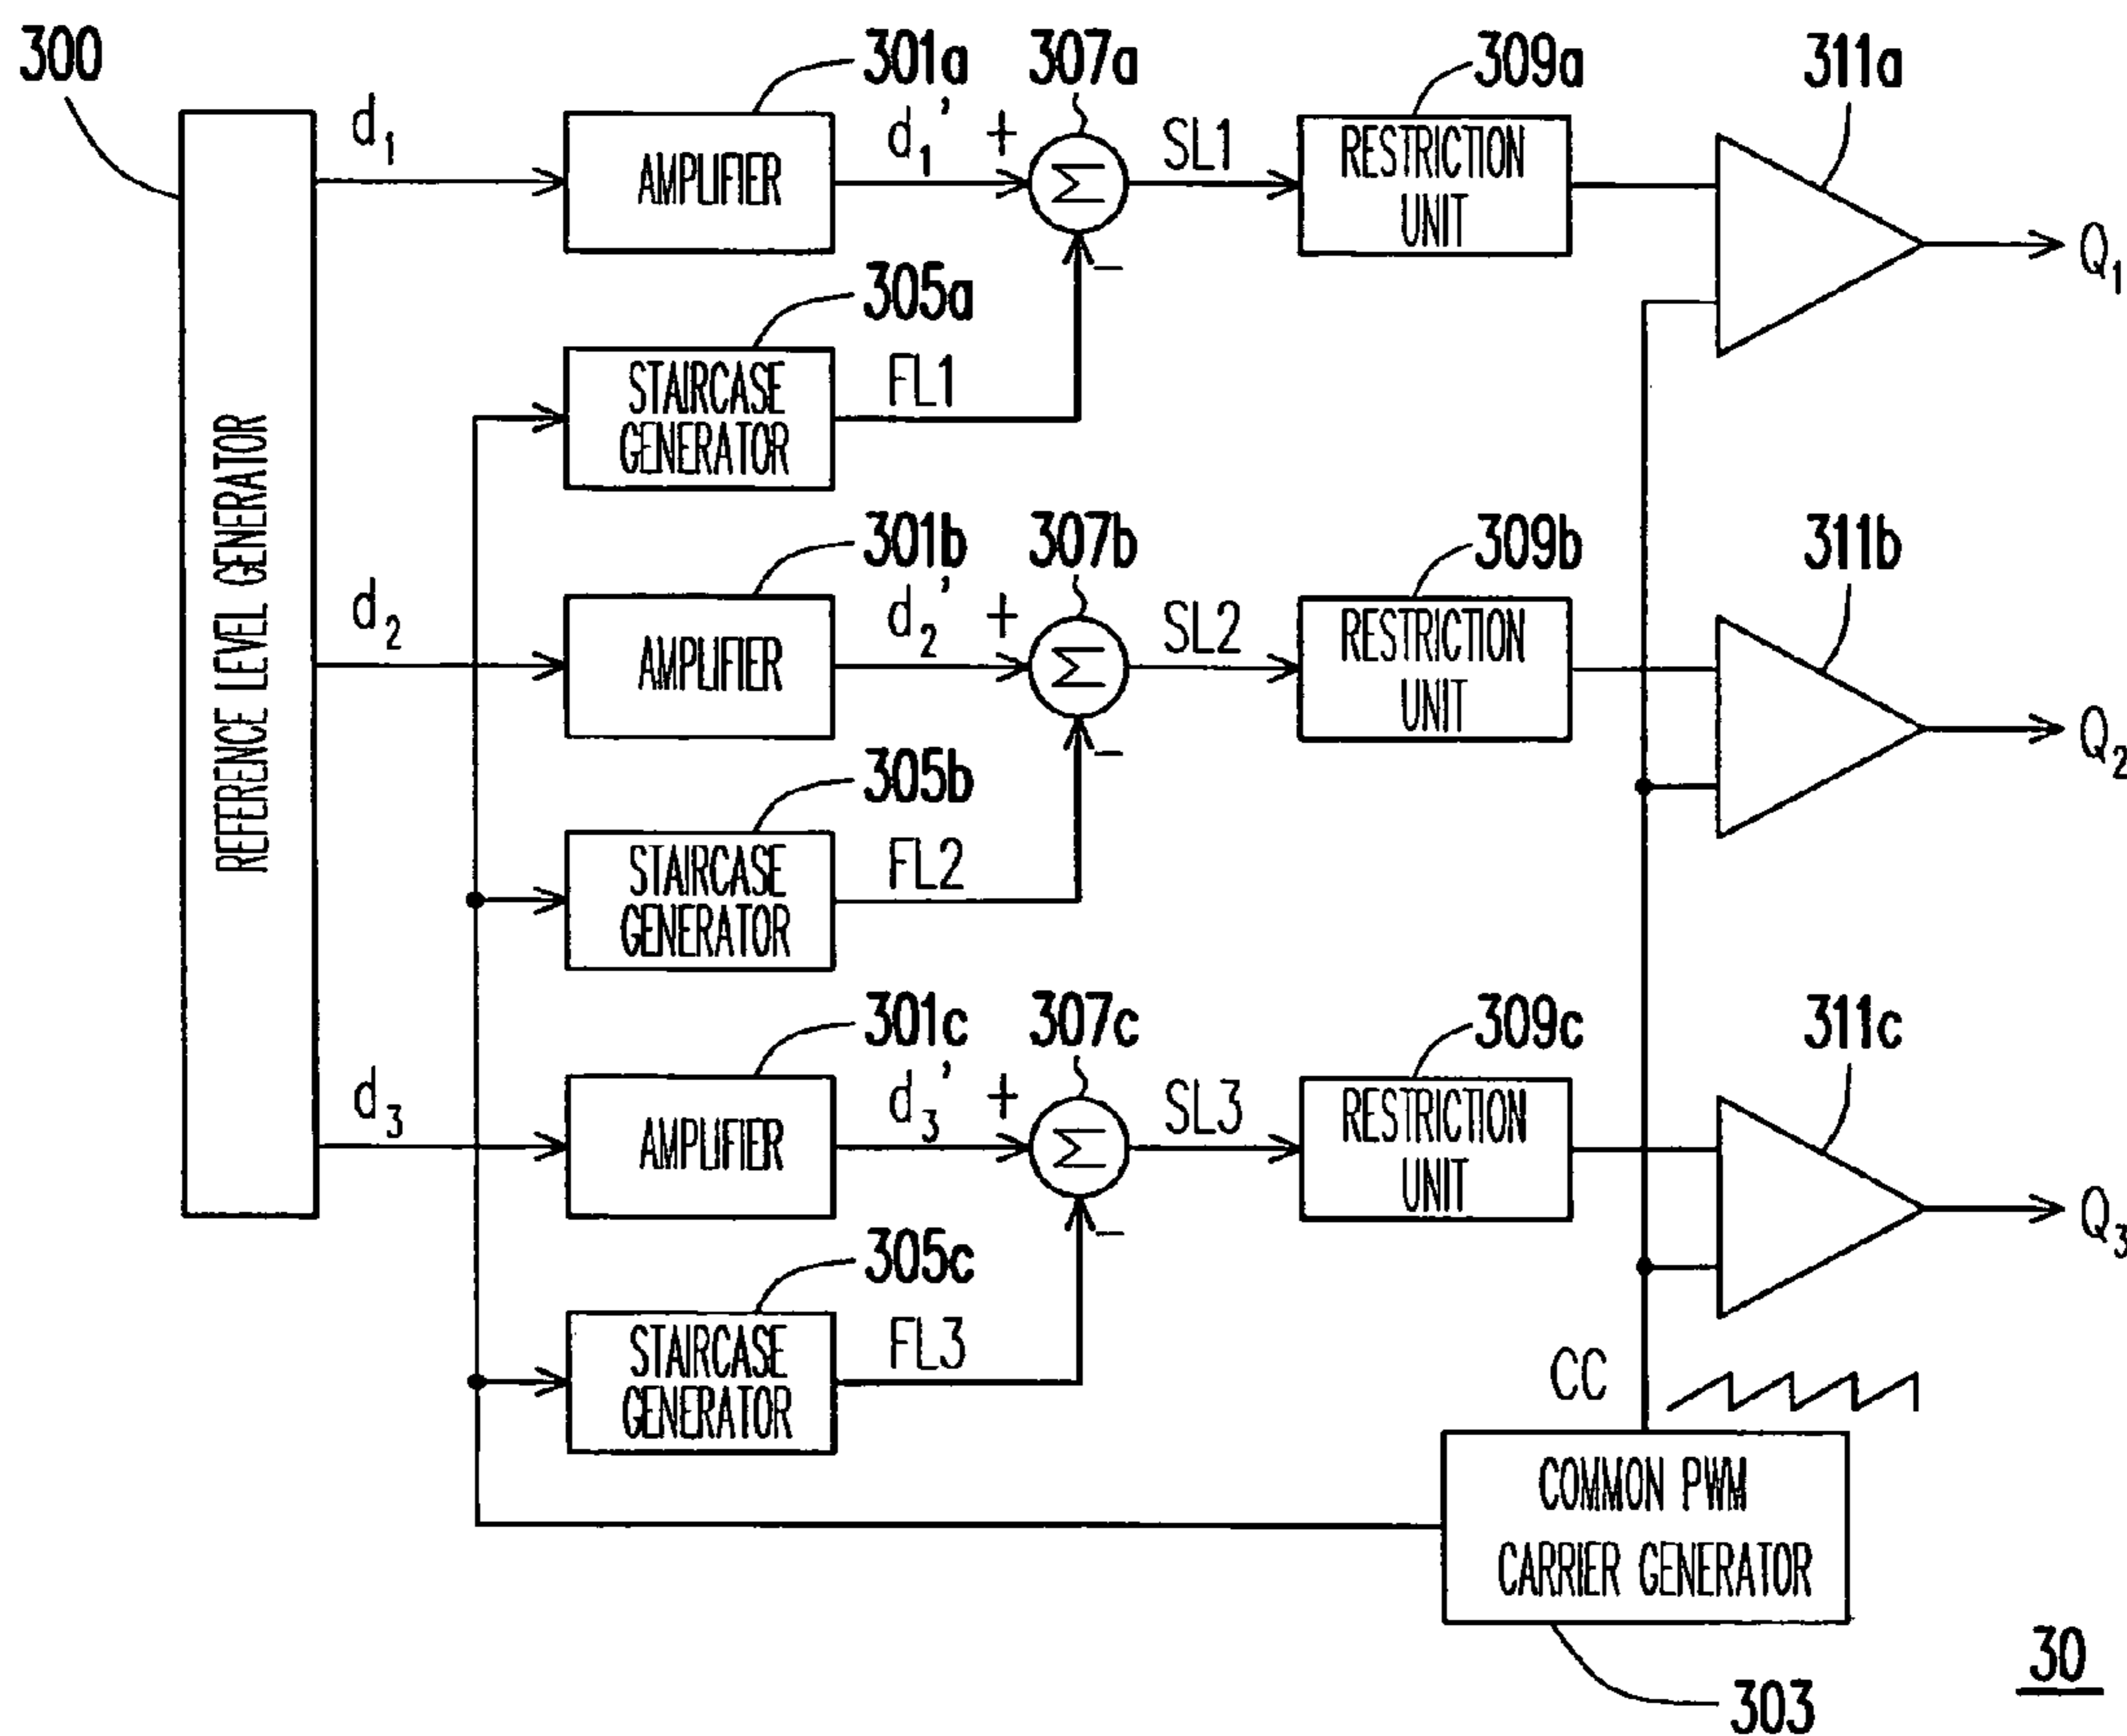 300
301a
307a
309a
311a
d1
AMPLIFIER
d1'
+
Σ
SL1
RESTRICTION
UNIT
–
Q1
305a
STAIRCASE
GENERATOR
FL1
REFERENCE LEVEL GENERATOR
301b
307b
309b
311b
d2
AMPLIFIER
d2'
+
Σ
SL2
RESTRICTION
UNIT
–
Q2
305b
STAIRCASE
GENERATOR
FL2
301c
307c
309c
311c
d3
AMPLIFIER
d3'
+
Σ
SL3
RESTRICTION
UNIT
–
Q3
305c
STAIRCASE
GENERATOR
FL3
CC
COMMON PWM
CARRIER GENERATOR
303
30